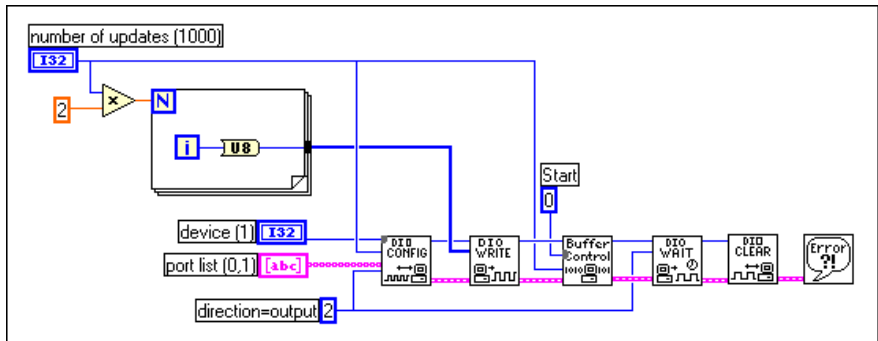 number of updates (1000)
I32
2
x
N
i
U8
Start
0
device (1)
I32
port list (0,1)
[abc]
direction=output
2
DIO
CONFIG
DIO
WRITE
Buffer
Control
DIO
WAIT
DIO
CLEAR
Error
?!